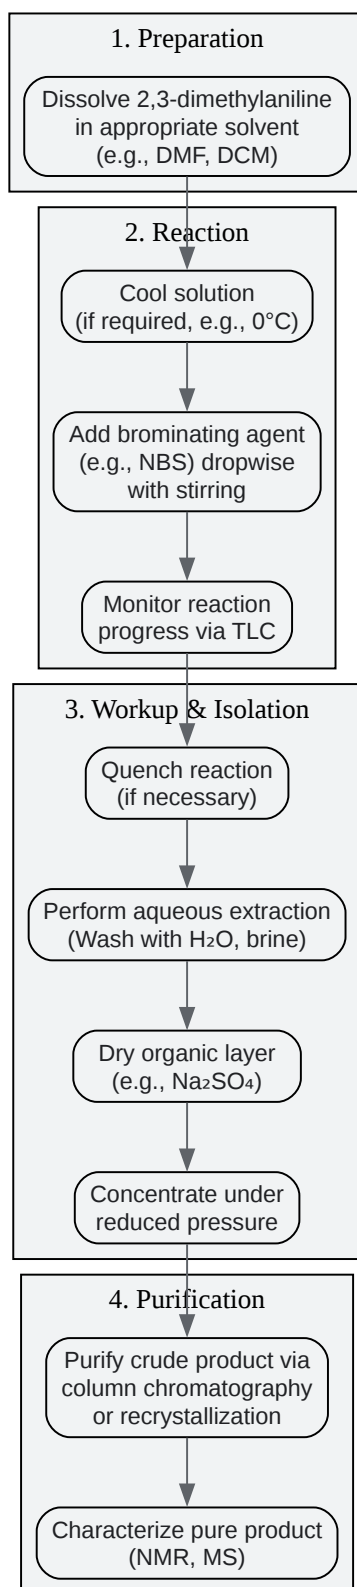 1. Preparation
Dissolve 2,3-dimethylaniline
in appropriate solvent
(e.g., DMF, DCM)
2. Reaction
Cool solution
(if required, e.g., 0°C)
Add brominating agent
(e.g., NBS) dropwise
with stirring
Monitor reaction
progress via TLC
3. Workup & Isolation
Quench reaction
(if necessary)
Perform aqueous extraction
(Wash with H₂O, brine)
Dry organic layer
(e.g., Na₂SO₄)
Concentrate under
reduced pressure
4. Purification
Purify crude product via
column chromatography
or recrystallization
Characterize pure product
(NMR, MS)